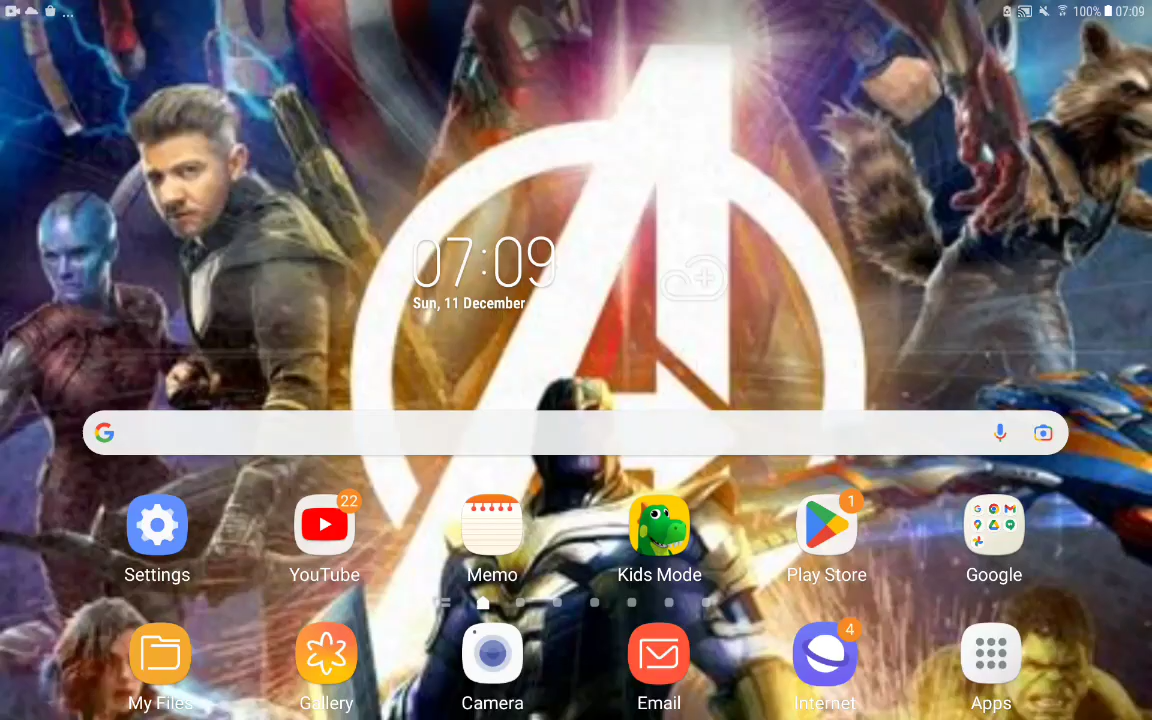 ... 100% 07:09
07:09
Sun, 11 December
22
1
Settings YouTube Memo Kids Mode Play Store Google
4
My Files Gallery Camera Email Internet Apps